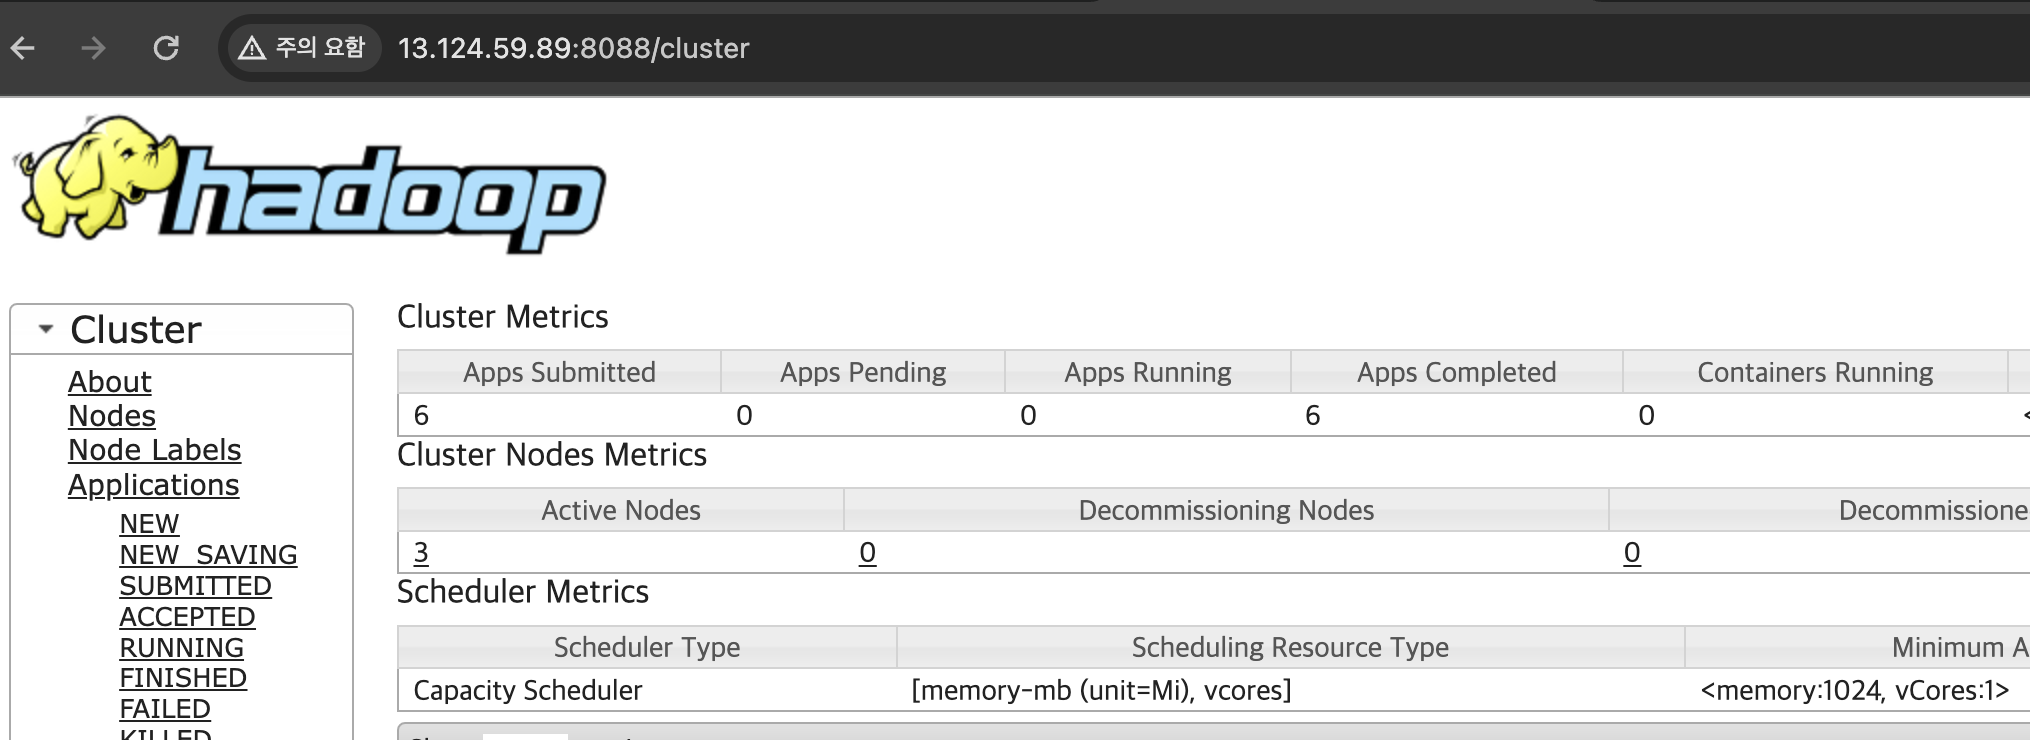 주의 요함 13.124.59.89:8088/cluster
hadoop
Cluster
About
Nodes
Node Labels
Applications
NEW
NEW_SAVING
SUBMITTED
ACCEPTED
RUNNING
FINISHED
FAILED
KILLED
Cluster Metrics
Apps Submitted Apps Pending Apps Running Apps Completed Containers Running
6 0 0 6 0 <
Cluster Nodes Metrics
Active Nodes Decommissioning Nodes Decommissione
3 0 0
Scheduler Metrics
Scheduler Type Scheduling Resource Type Minimum A
Capacity Scheduler [memory-mb (unit=Mi), vcores] <memory:1024, vCores:1>